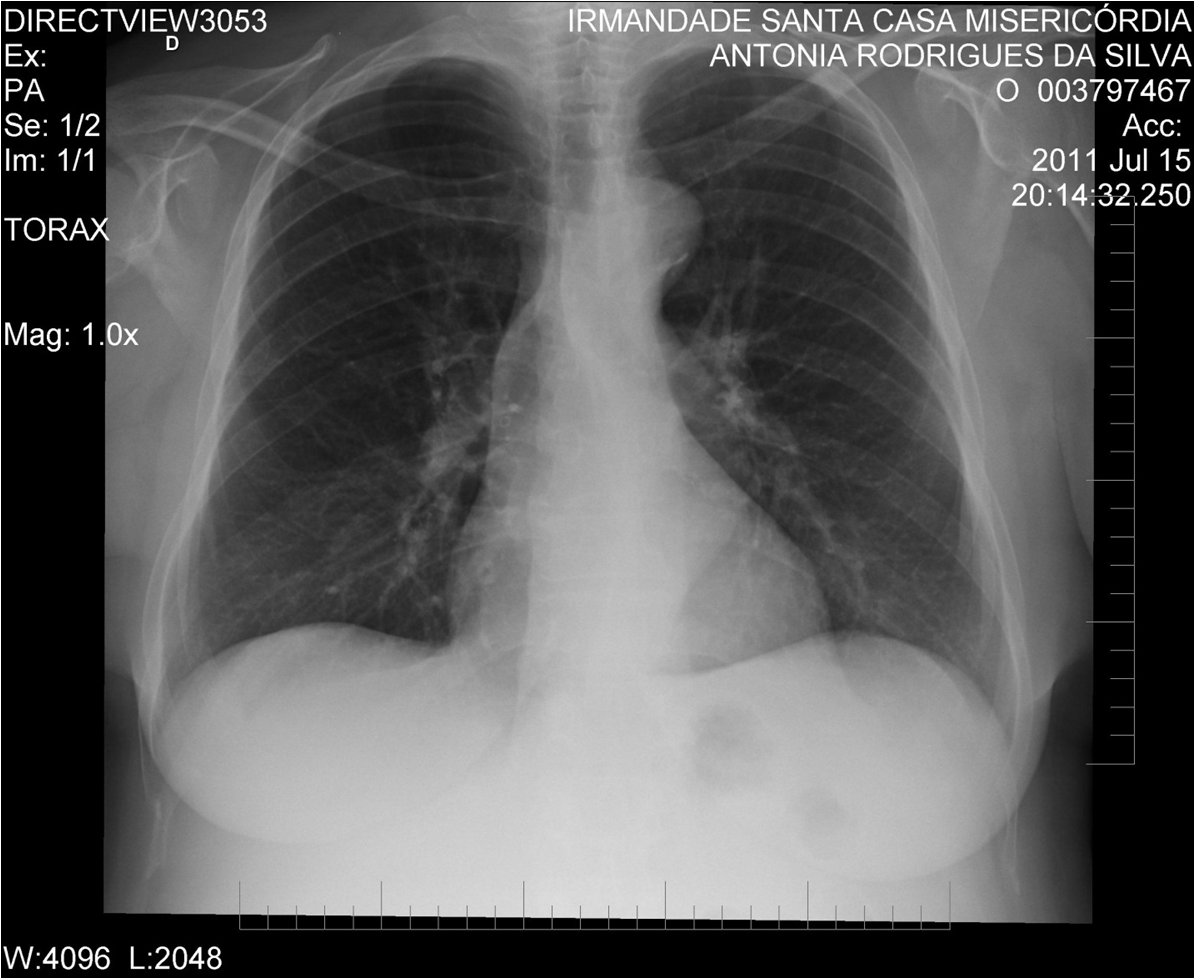 DIRECTVIEW3053
D
Ex:
PA
Se: 1/2
Im: 1/1
TORAX
Mag: 1.0x
IRMANDADE SANTA CASA MISERICÓRDIA
ANTONIA RODRIGUES DA SILVA
O 003797467
Acc:
2011 Jul 15
20:14:32.250
W:4096 L:2048